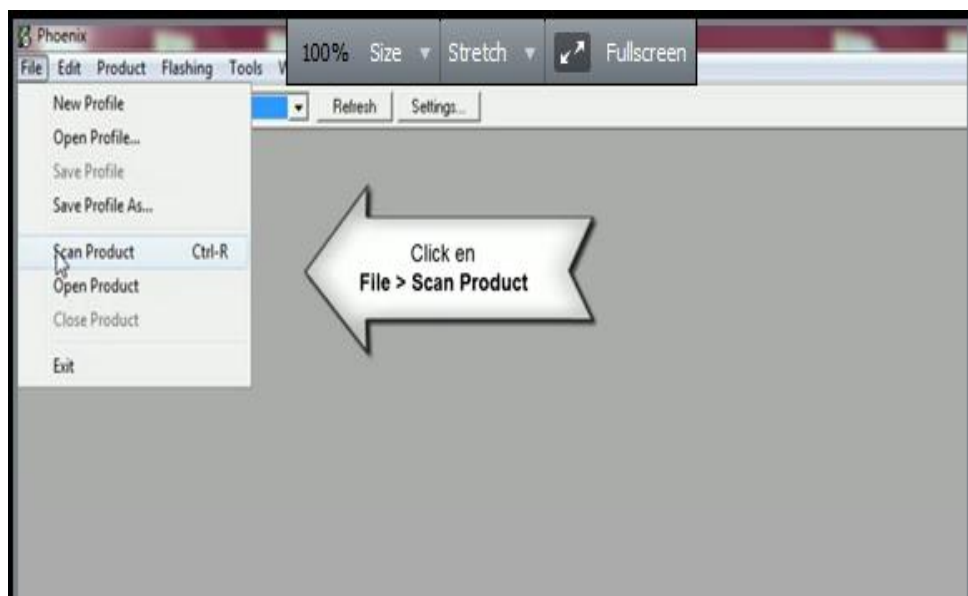 Phoenix
100% Size Stretch Fullscreen
File Edit Product Flashing Tools
Refresh Settings...
New Profile
Open Profile...
Save Profile
Save Profile As...
Scan Product Ctrl-R
Open Product
Close Product
Exit
Click en
File > Scan Product